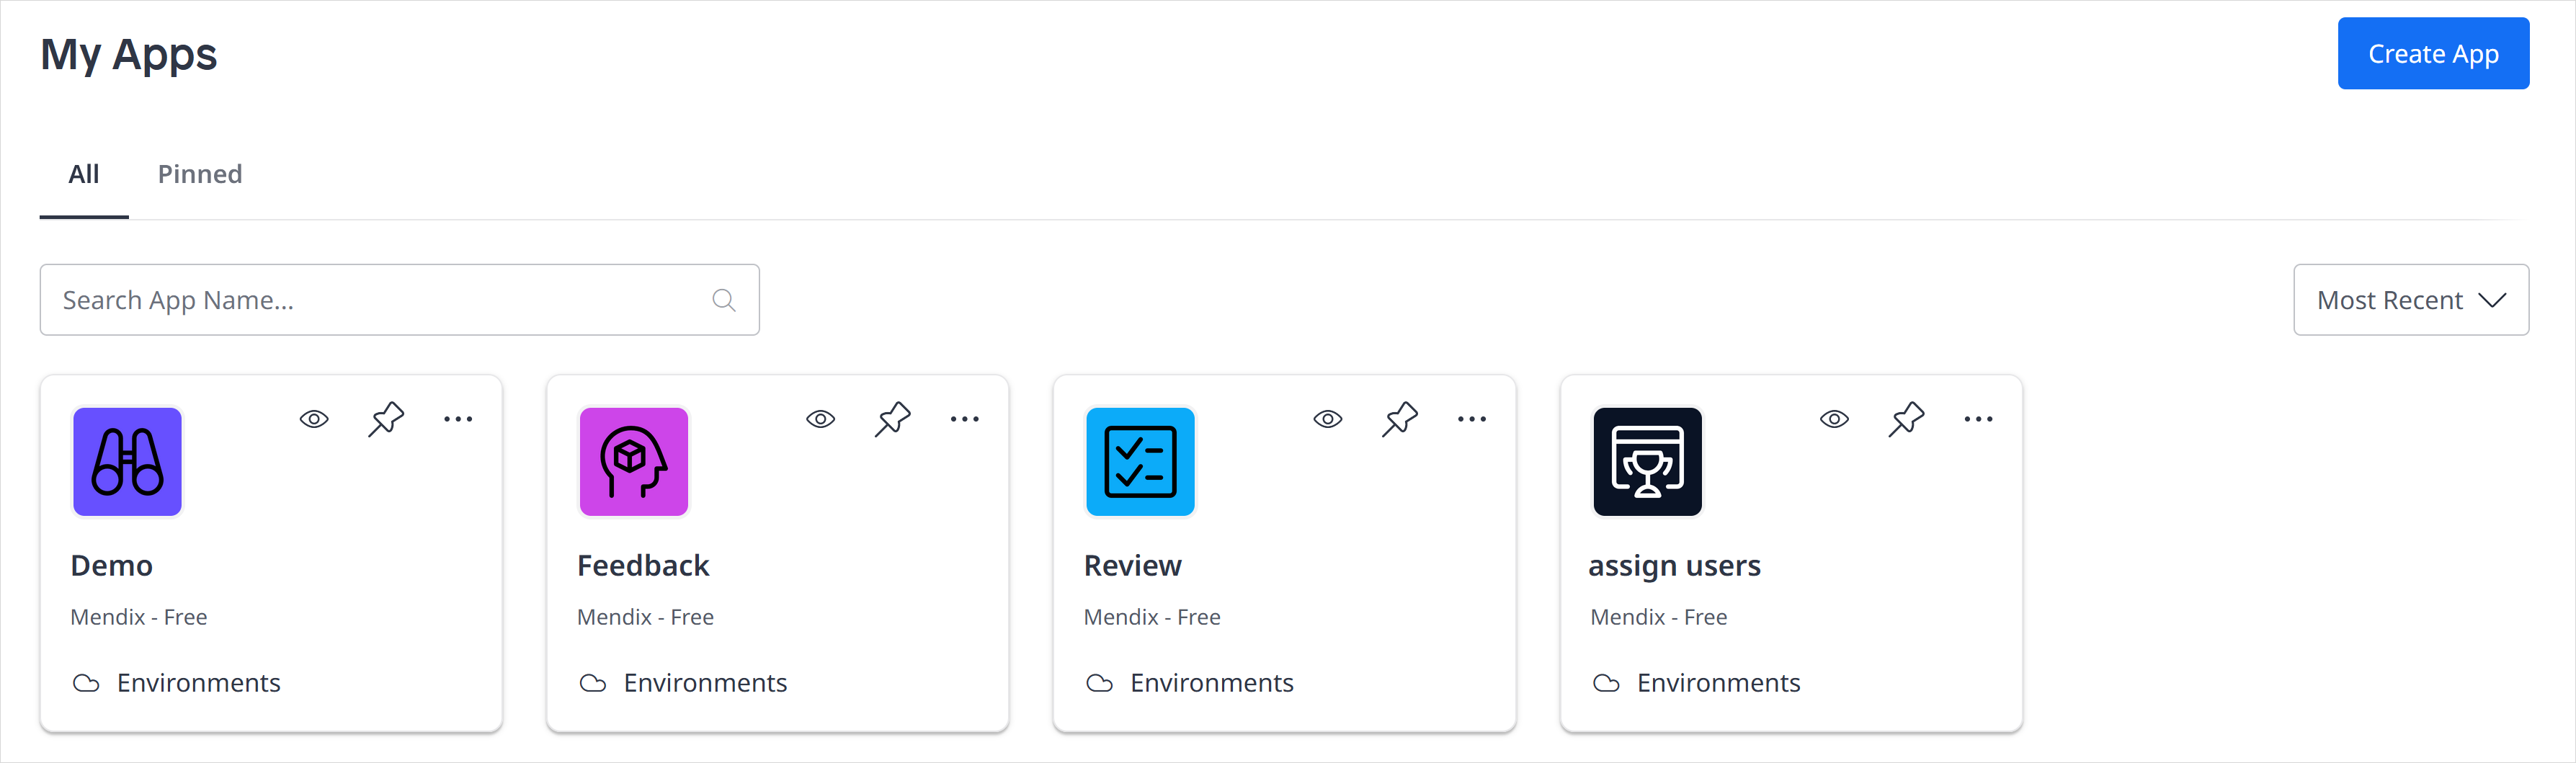 My Apps
Create App
All
Pinned
Search App Name...
Most Recent
Demo
Mendix - Free
Environments
Feedback
Mendix - Free
Environments
Review
Mendix - Free
Environments
assign users
Mendix - Free
Environments